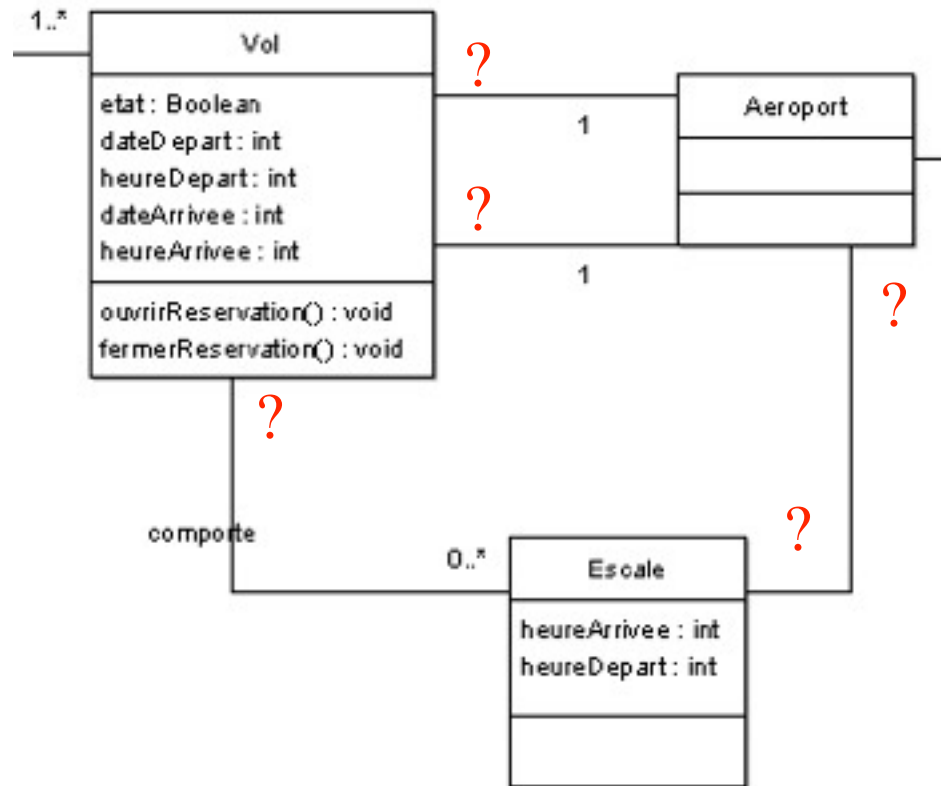 1..*
Vol
etat : Boolean
dateDepart : int
heureDepart : int
dateArrivee : int
heureArrivee : int
ouvrirReservation() : void
fermerReservation() : void
?
1
?
1
Aeroport
?
?
comporte
0..*
?
Escale
heureArrivee : int
heureDepart : int